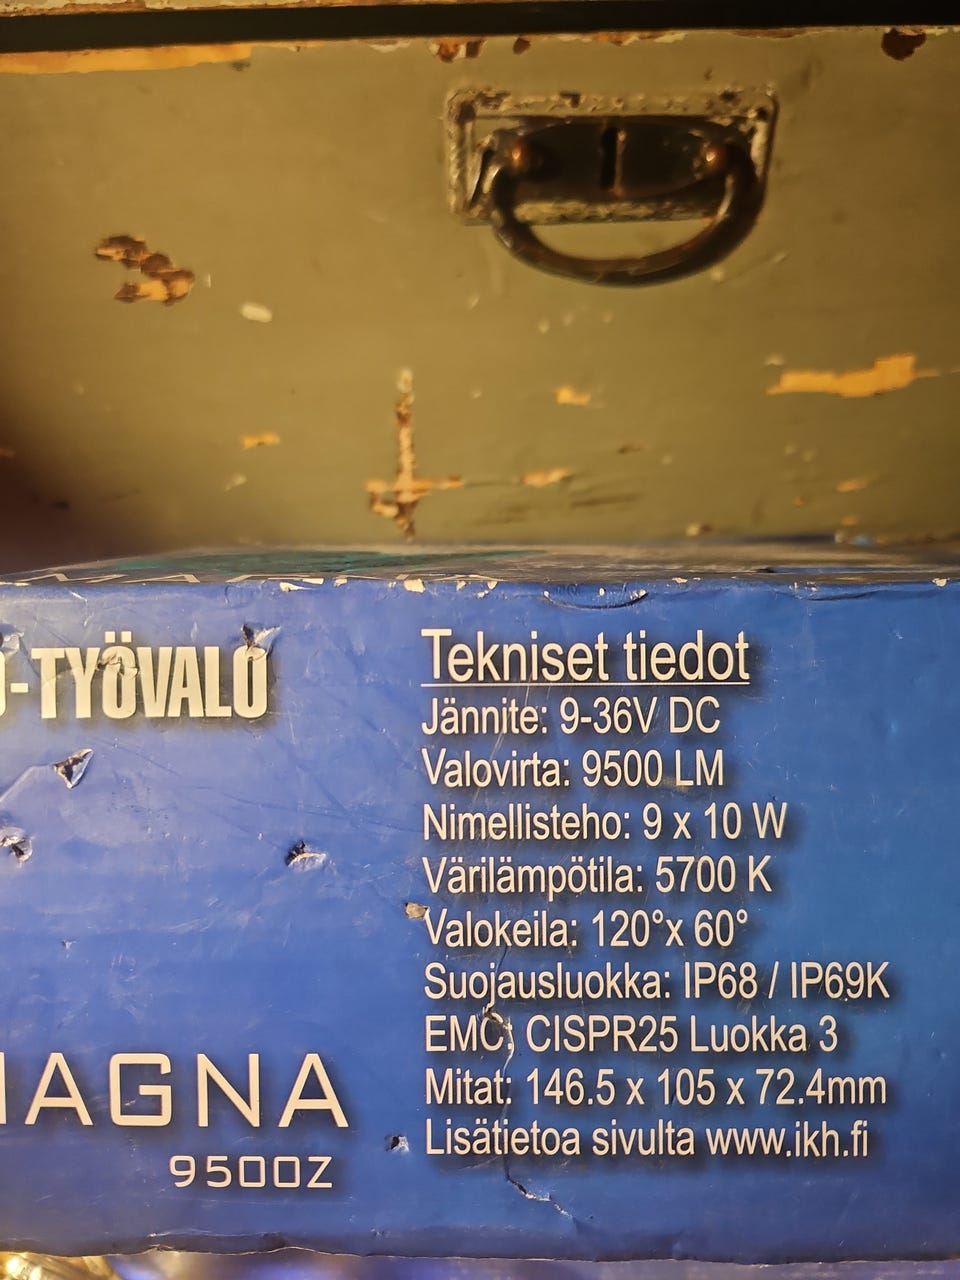 -TYÖVALO
Tekniset tiedot
Jännite: 9-36V DC
Valovirta: 9500 LM
Nimellisteho: 9 x 10 W
Värilämpötila: 5700 K
Valokeila: 120°x 60°
Suojausluokka: IP68 / IP69K
EMC: CISPR25 Luokka 3
Mitat: 146.5 x 105 x 72.4mm
Lisätietoa sivulta www.ikh.fi
AGNA
9500Z